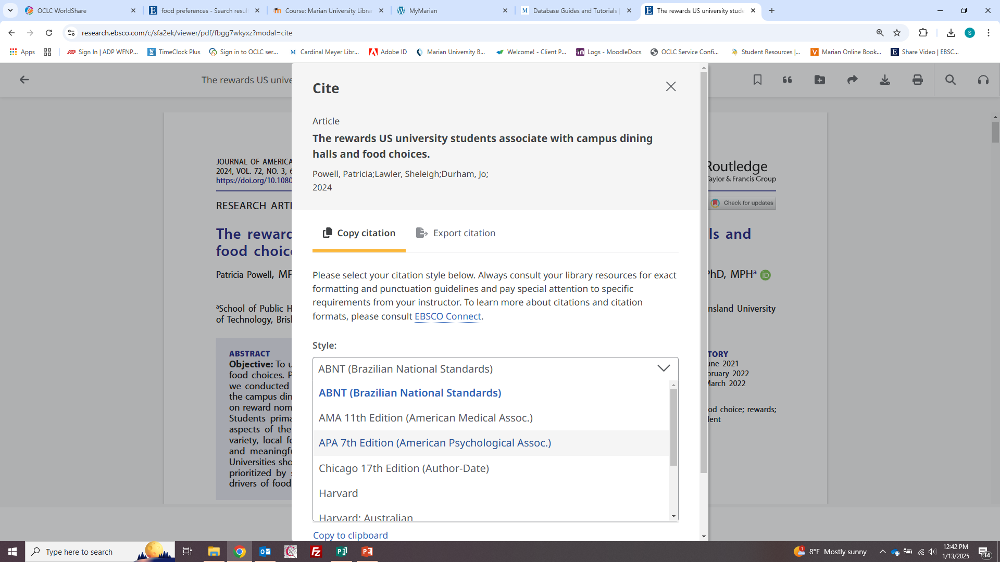 OCLC WorldShare
food preferences - Search resul
Course: Marian University Libra
MyMarian
Database Guides and Tutorials
The rewards US university stude
research.ebsco.com/c/sfa2ek/viewer/pdf/fbgg7wkyxz?modal=cite
S
Apps
Sign In | ADP WFNP...
TimeClock Plus
Sign in to OCLC ser...
Cardinal Meyer Libr...
Adobe ID
Marian University B...
Welcome! - Client P...
Logs - MoodleDocs
OCLC Service Confi...
Student Resources |...
Marian Online Book...
Share Video | EBSC...
The rewards US unive
Cite
Article
The rewards US university students associate with campus dining
halls and food choices.
Powell, Patricia;Lawler, Sheleigh;Durham, Jo;
2024
Copy citation
Export citation
Please select your citation style below. Always consult your library resources for exact
formatting and punctuation guidelines and pay special attention to specific
requirements from your instructor. To learn more about citations and citation
formats, please consult EBSCO Connect.
Style:
ABNT (Brazilian National Standards)
ABNT (Brazilian National Standards)
AMA 11th Edition (American Medical Assoc.)
APA 7th Edition (American Psychological Assoc.)
Chicago 17th Edition (Author-Date)
Harvard
Harvard: Australian
Copy to clipboard
JOURNAL OF AMERICA
2024, VOL. 72, NO. 3, 6
https://doi.org/10.1080
RESEARCH ARTI
The reward
food choice
Patricia Powell, MP
ᵃSchool of Public H
of Technology, Brisl
ABSTRACT
Objective: To u
food choices. P
we conducted
the campus din
on reward nom
Students prima
aspects of the
variety, local fo
and meaningfu
Universities sho
prioritized by s
drivers of food
Routledge
Taylor & Francis Group
Check for updates
ls and
PhD, MPHᵃ iD
nsland University
TORY
une 2021
bruary 2022
March 2022
od choice; rewards;
dent
Type here to search
8°F Mostly sunny
12:42 PM
1/13/2025
34